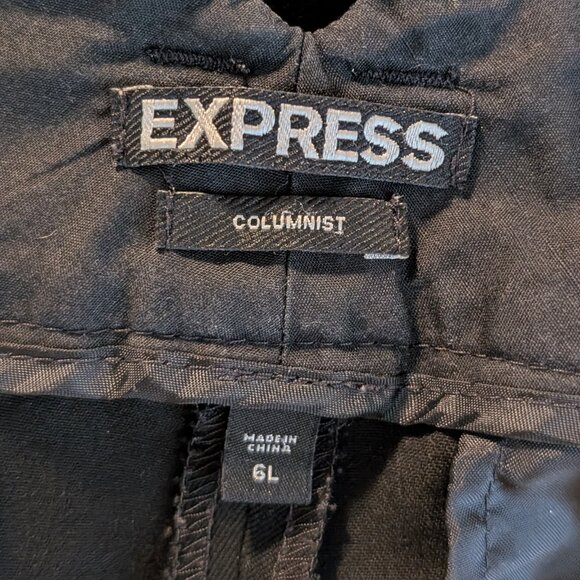 EXPRESS
COLUMNIST
MADE IN
CHINA
6L